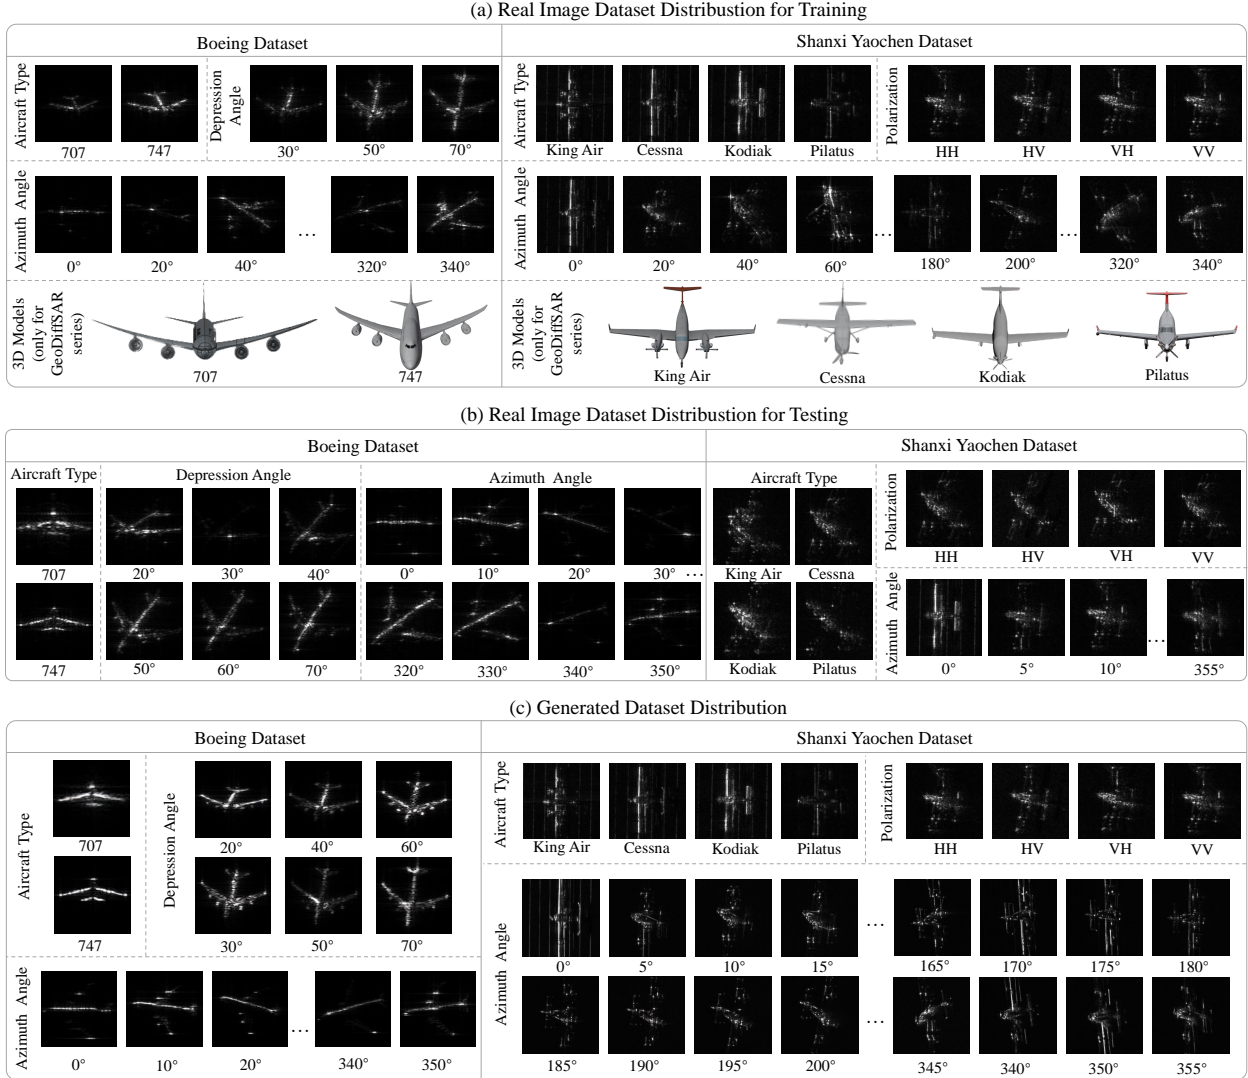 (a) Real Image Dataset Distribustion for Training
Boeing Dataset
Shanxi Yaochen Dataset
Aircraft Type
707
747
Depression
Angle
30°
50°
70°
Aircraft Type
King Air
Cessna
Kodiak
Pilatus
Polarization
HH
HV
VH
VV
Azimuth Angle
0°
20°
40°
...
320°
340°
Azimuth Angle
0°
20°
40°
60°
...
180°
200°
...
320°
340°
3D Models
(only for
GeoDiffSAR
series)
707
747
3D Models
(only for
GeoDiffSAR
series)
King Air
Cessna
Kodiak
Pilatus
(b) Real Image Dataset Distribustion for Testing
Boeing Dataset
Shanxi Yaochen Dataset
Aircraft Type
707
747
Depression Angle
20°
30°
40°
50°
60°
70°
Azimuth Angle
0°
10°
20°
30°
...
320°
330°
340°
350°
Aircraft Type
King Air
Cessna
Kodiak
Pilatus
Polarization
HH
HV
VH
VV
Azimuth Angle
0°
5°
10°
...
355°
(c) Generated Dataset Distribution
Boeing Dataset
Shanxi Yaochen Dataset
Aircraft Type
707
747
Depression Angle
20°
40°
60°
30°
50°
70°
Azimuth Angle
0°
10°
20°
...
340°
350°
Aircraft Type
King Air
Cessna
Kodiak
Pilatus
Polarization
HH
HV
VH
VV
Azimuth Angle
0°
5°
10°
15°
...
165°
170°
175°
180°
185°
190°
195°
200°
...
345°
340°
350°
355°